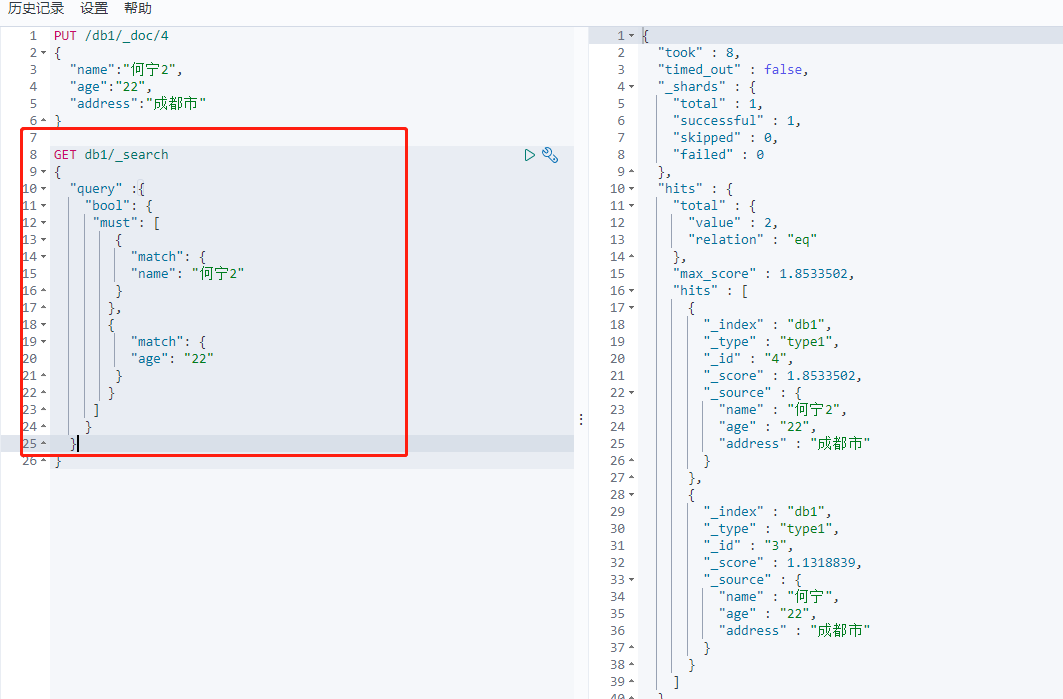 历史记录 设置 帮助
1 PUT /db1/_doc/4
2 {
3 "name":"何宁2",
4 "age":"22",
5 "address":"成都市"
6 }
7
8 GET db1/_search
9 {
10 "query" :{
11 "bool": {
12 "must": [
13 {
14 "match": {
15 "name": "何宁2"
16 }
17 },
18 {
19 "match": {
20 "age": "22"
21 }
22 }
23 ]
24 }
25 }
26 }
1 {
2 "took" : 8,
3 "timed_out" : false,
4 "_shards" : {
5 "total" : 1,
6 "successful" : 1,
7 "skipped" : 0,
8 "failed" : 0
9 },
10 "hits" : {
11 "total" : {
12 "value" : 2,
13 "relation" : "eq"
14 },
15 "max_score" : 1.8533502,
16 "hits" : [
17 {
18 "_index" : "db1",
19 "_type" : "type1",
20 "_id" : "4",
21 "_score" : 1.8533502,
22 "_source" : {
23 "name" : "何宁2",
24 "age" : "22",
25 "address" : "成都市"
26 }
27 },
28 {
29 "_index" : "db1",
30 "_type" : "type1",
31 "_id" : "3",
32 "_score" : 1.1318839,
33 "_source" : {
34 "name" : "何宁",
35 "age" : "22",
36 "address" : "成都市"
37 }
38 }
39 ]
40 }